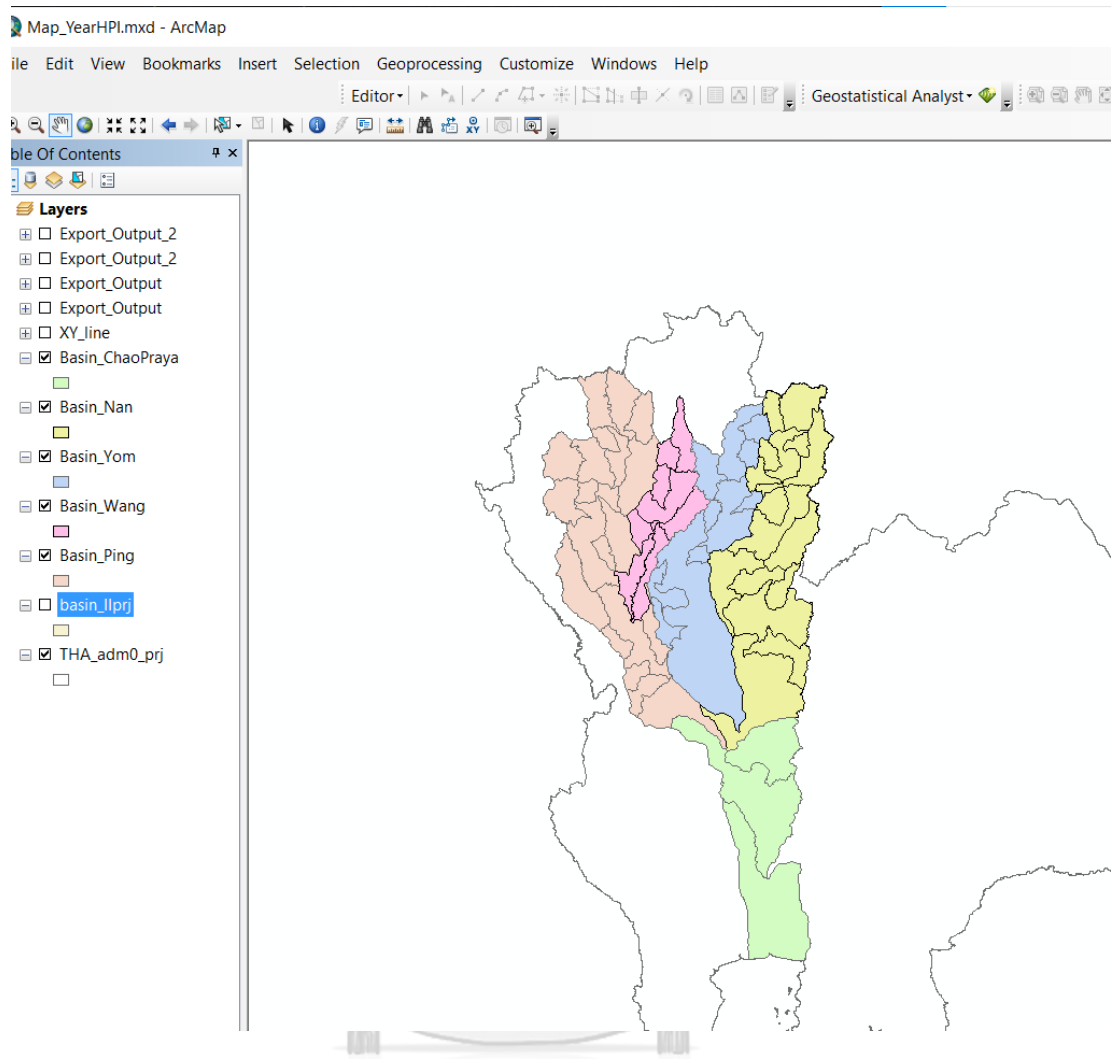 Map_YearHPI.mxd - ArcMap
ile Edit View Bookmarks Insert Selection Geoprocessing Customize Windows Help
Editor Geostatistical Analyst
XY
ble Of Contents
Layers
Export_Output_2
Export_Output_2
Export_Output
Export_Output
XY_line
Basin_ChaoPraya
Basin_Nan
Basin_Yom
Basin_Wang
Basin_Ping
basin_llprj
THA_adm0_prj